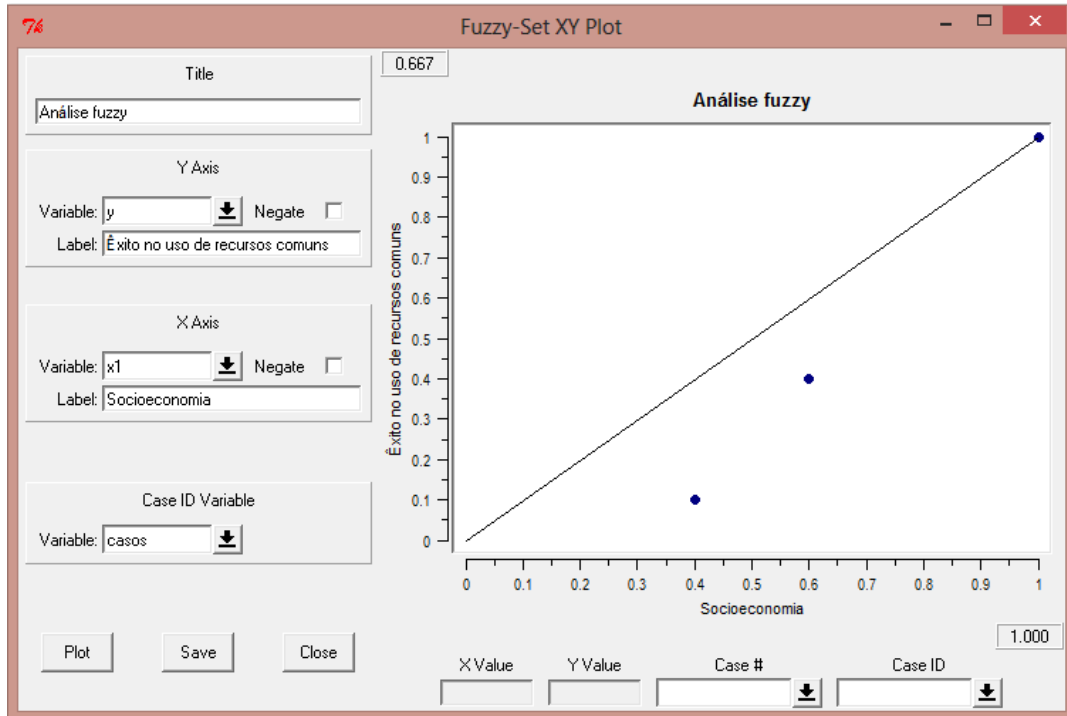 Fuzzy-Set XY Plot
Title
Análise fuzzy
Y Axis
Variable: y
Negate
Label: Êxito no uso de recursos comuns
X Axis
Variable: x1
Negate
Label: Socioeconomia
Case ID Variable
Variable: casos
Plot
Save
Close
0.667
Análise fuzzy
Êxito no uso de recursos comuns
1
0.9
0.8
0.7
0.6
0.5
0.4
0.3
0.2
0.1
0
0 0.1 0.2 0.3 0.4 0.5 0.6 0.7 0.8 0.9 1
Socioeconomia
1.000
X Value Y Value Case # Case ID